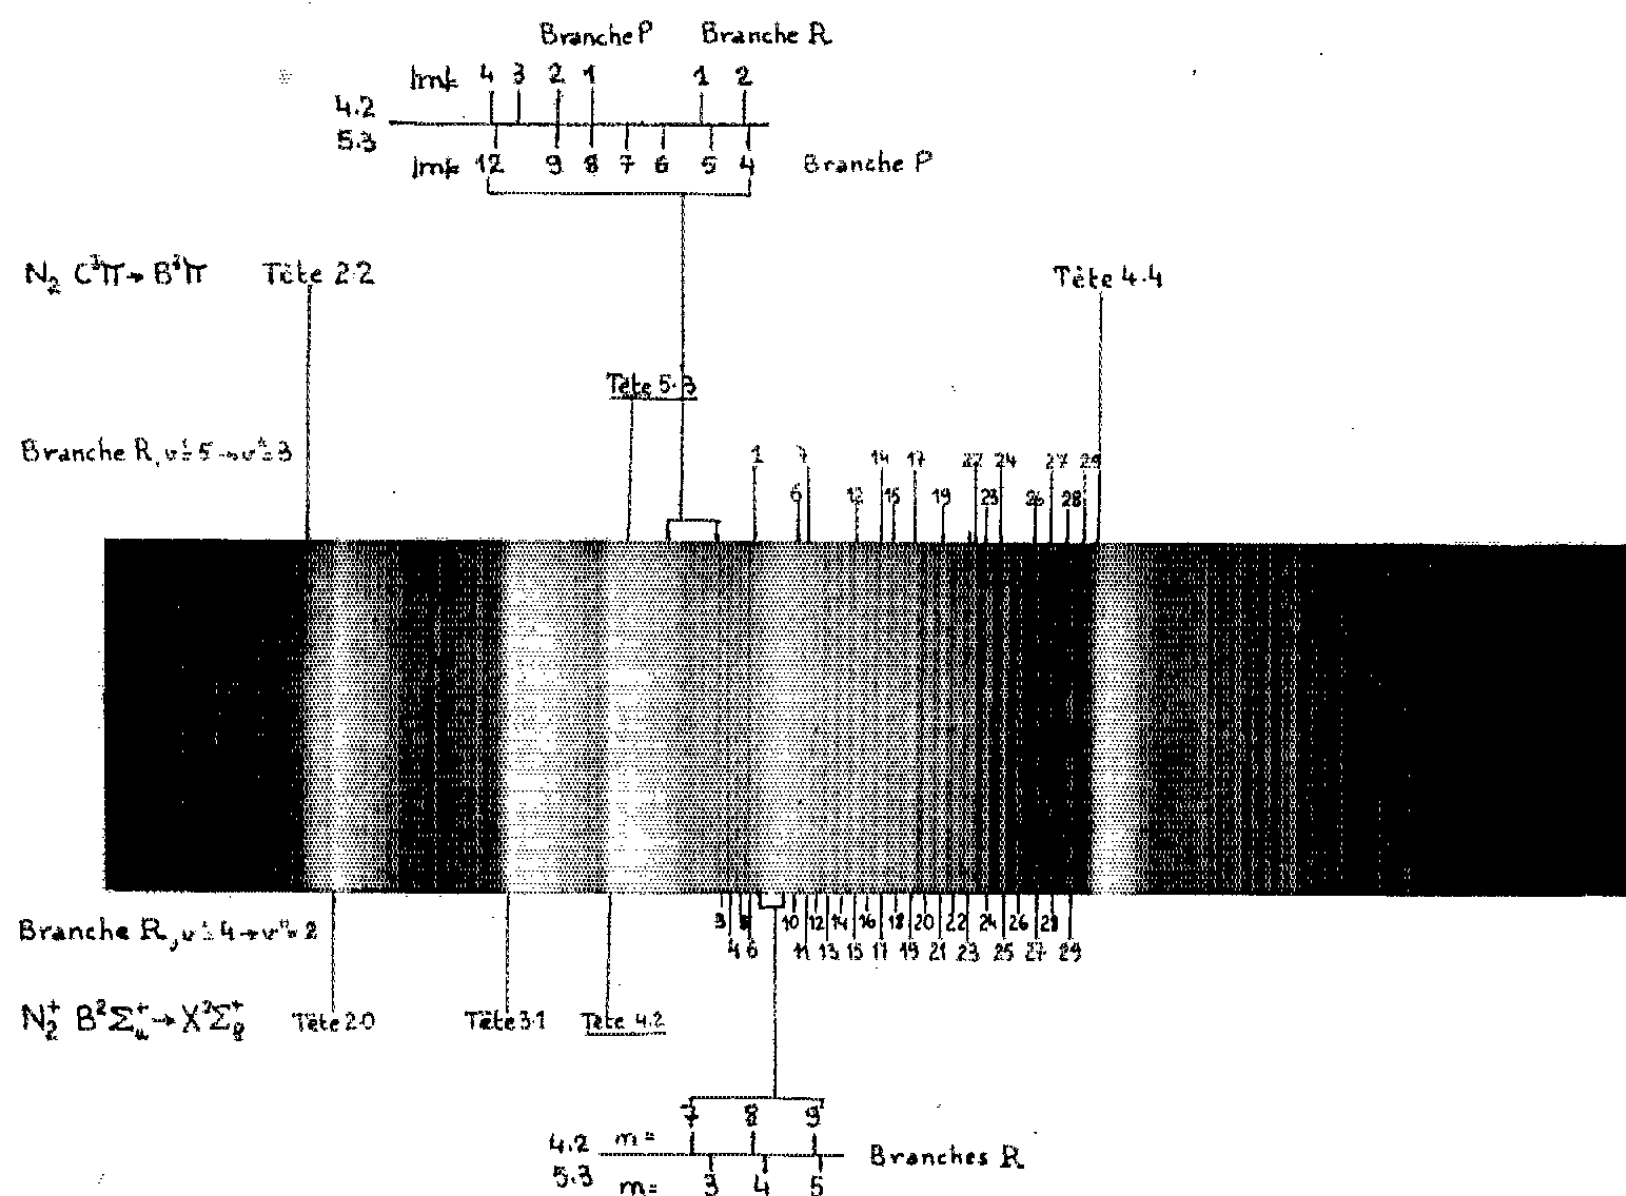 Branche P Branche R
|m|= 4 3 2 1 1 2
4.2
5.3
|m|= 12 9 8 7 6 5 4 Branche P
N₂ C³Π→B³Π Tête 2.2 Tête 4.4
Tête 5.3
Branche R, v'=5→v"=3 1 7 14 17 22 24 27 29
6 12 15 19 23 26 28
3 5 10 12 14 16 18 20 22 24 26 28
Branche R, v'=4→v"=2
4 6 11 13 15 17 19 21 23 25 27 29
N₂⁺ B²Σᵤ⁺→X²Σg⁺ Tête 2.0 Tête 3.1 Tête 4.2
7 8 9
4.2 m=
Branches R
5.3 m= 3 4 5